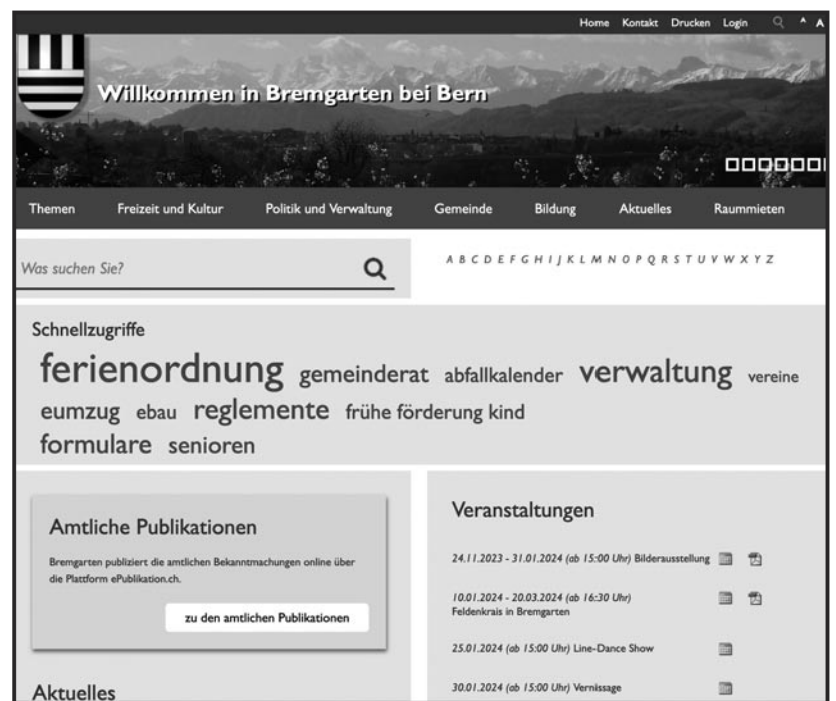 Home Kontakt Drucken Login A A
Willkommen in Bremgarten bei Bern
Themen Freizeit und Kultur Politik und Verwaltung Gemeinde Bildung Aktuelles Raummieten
Was suchen Sie?
A B C D E F G H I J K L M N O P Q R S T U V W X Y Z
Schnellzugriffe
ferienordnung gemeinderat abfallkalender verwaltung vereine
eumzug ebau reglemente frühe förderung kind
formulare senioren
Amtliche Publikationen
Bremgarten publiziert die amtlichen Bekanntmachungen online über
die Plattform ePublikation.ch.
zu den amtlichen Publikationen
Aktuelles
Veranstaltungen
24.11.2023 - 31.01.2024 (ab 15:00 Uhr) Bilderausstellung
10.01.2024 - 20.03.2024 (ab 16:30 Uhr)
Feldenkrais in Bremgarten
25.01.2024 (ab 15:00 Uhr) Line-Dance Show
30.01.2024 (ab 15:00 Uhr) Vernissage